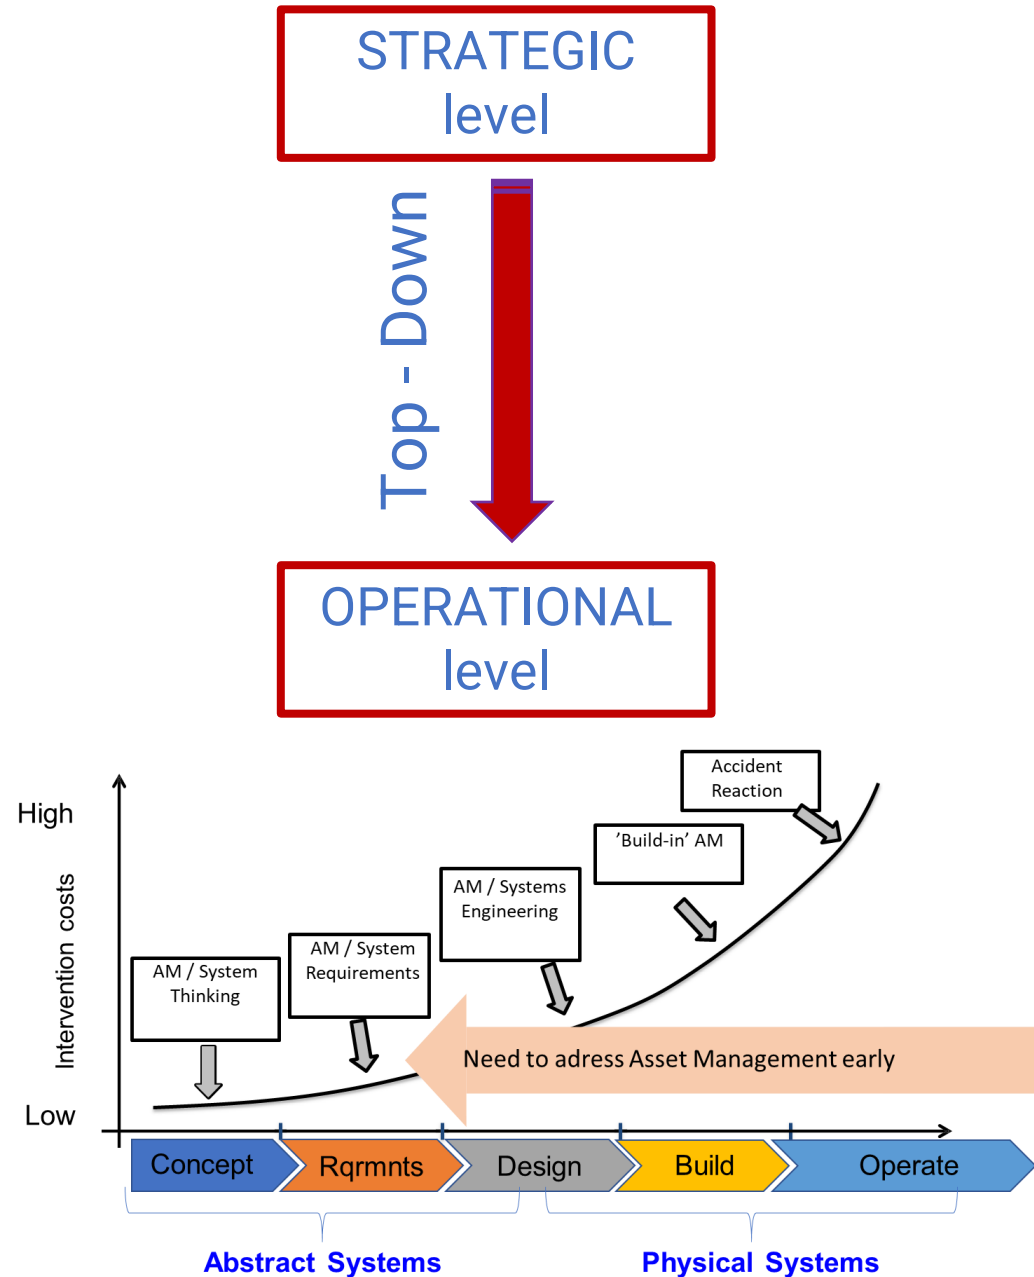 STRATEGIC
level
Top - Down
OPERATIONAL
level
High
Intervention costs
Low
AM / System
Thinking
AM / System
Requirements
AM / Systems
Engineering
’Build-in’ AM
Accident
Reaction
Need to adress Asset Management early
Concept
Rqrmnts
Design
Build
Operate
Abstract Systems
Physical Systems